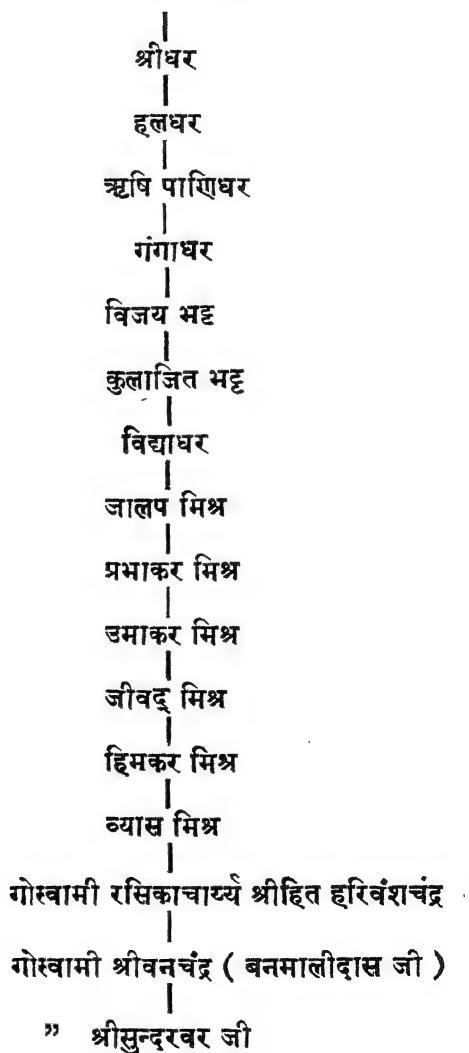 श्रीधर
हलधर
ऋषि पाणिधर
गंगाधर
विजय भट्ट
कुलाजित भट्ट
विद्याधर
जालप मिश्र
प्रभाकर मिश्र
उमाकर मिश्र
जीवद् मिश्र
हिमकर मिश्र
व्यास मिश्र
गोस्वामी रसिकाचार्य्य श्रीहित हरिवंशचंद्र
गोस्वामी श्रीवनचंद्र ( बनमालीदास जी )
” श्रीसुन्दरवर जी